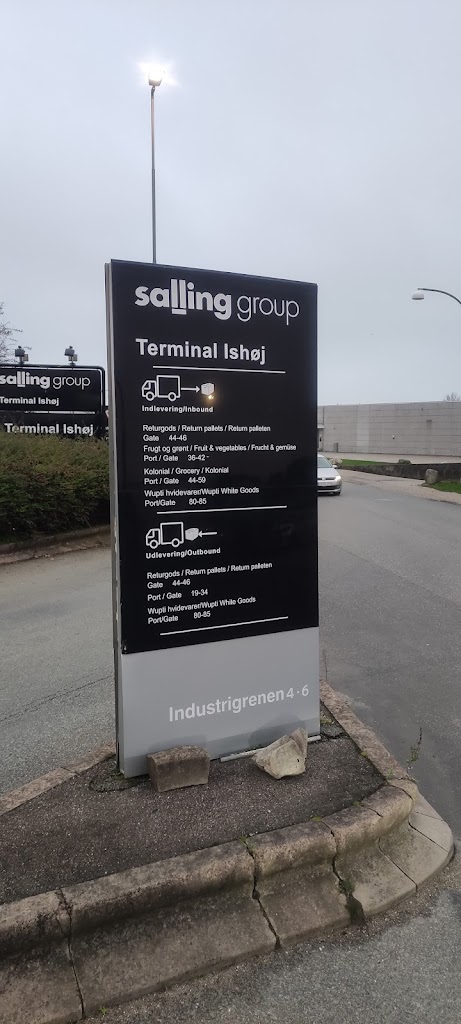 salling group
Terminal Ishøj
Indlevering/Inbound
Returgods / Return pallets / Return paletten
Gate 44-46
Frugt og grønt / Fruit & vegetables / Frucht & gemüse
Port / Gate 36-42 -
Kolonial / Grocery / Kolonial
Port / Gate 44-59
Wupti hvidevarer/Wupti White Goods
Port/Gate 80-85
Udlevering/Outbound
Returgods / Return pallets / Return paletten
Gate 44-46
Port / Gate 19-34
Wupti hvidevarer/Wupti White Goods
Port/Gate 80-85
Industrigrenen 4 - 6
salling group
Terminal Ishøj
Terminal Ishøj